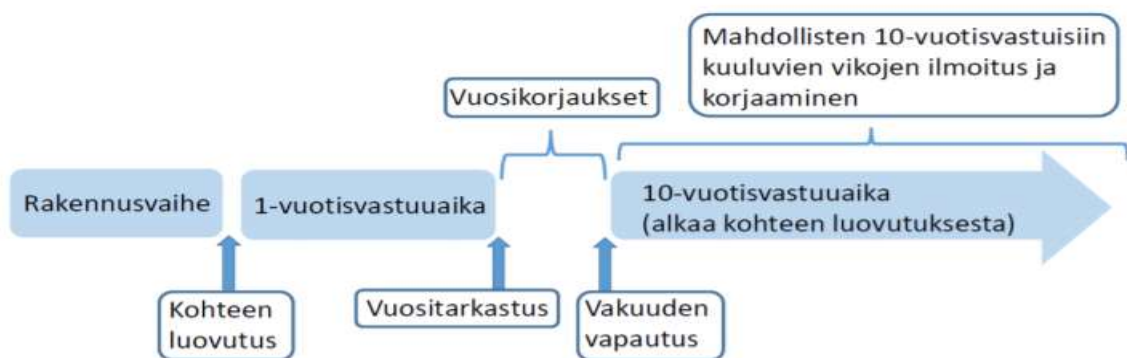 Mahdollisten 10-vuotisvastuisiin
kuuluvien vikojen ilmoitus ja
korjaaminen
Vuosikorjaukset
Rakennusvaihe
1-vuotisvastuuaika
10-vuotisvastuuaika
(alkaa kohteen luovutuksesta)
Kohteen
luovutus
Vuositarkastus
Vakuuden
vapautus